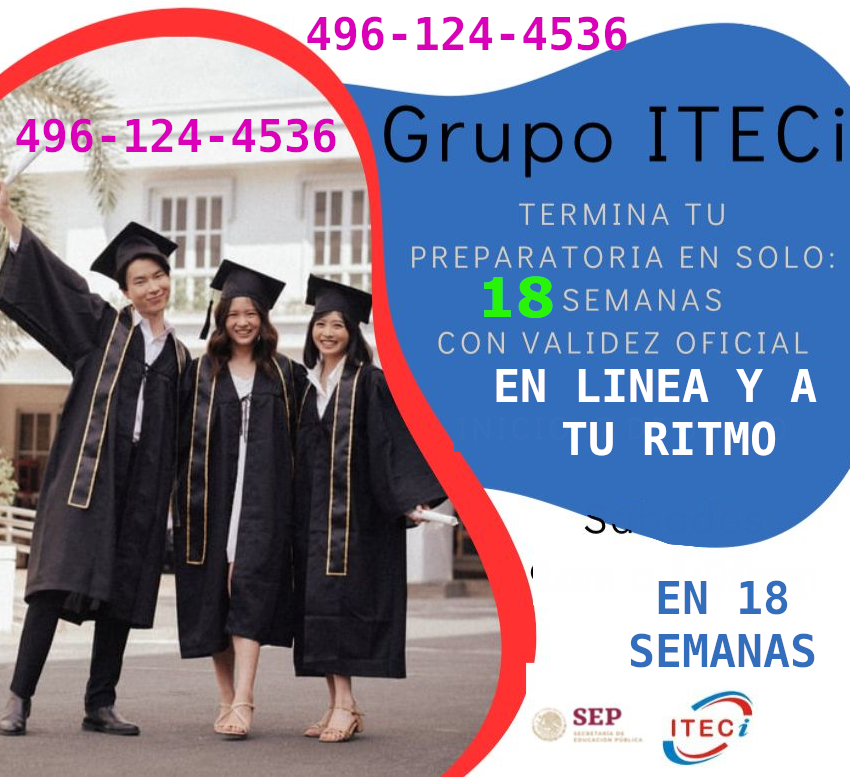 496-124-4536
496-124-4536
Grupo ITECi
TERMINA TU
PREPARATORIA EN SOLO:
18 SEMANAS
CON VALIDEZ OFICIAL
EN LINEA Y A
TU RITMO
EN 18
SEMANAS
SEP
SECRETARÍA DE
EDUCACIÓN PÚBLICA
ITECi